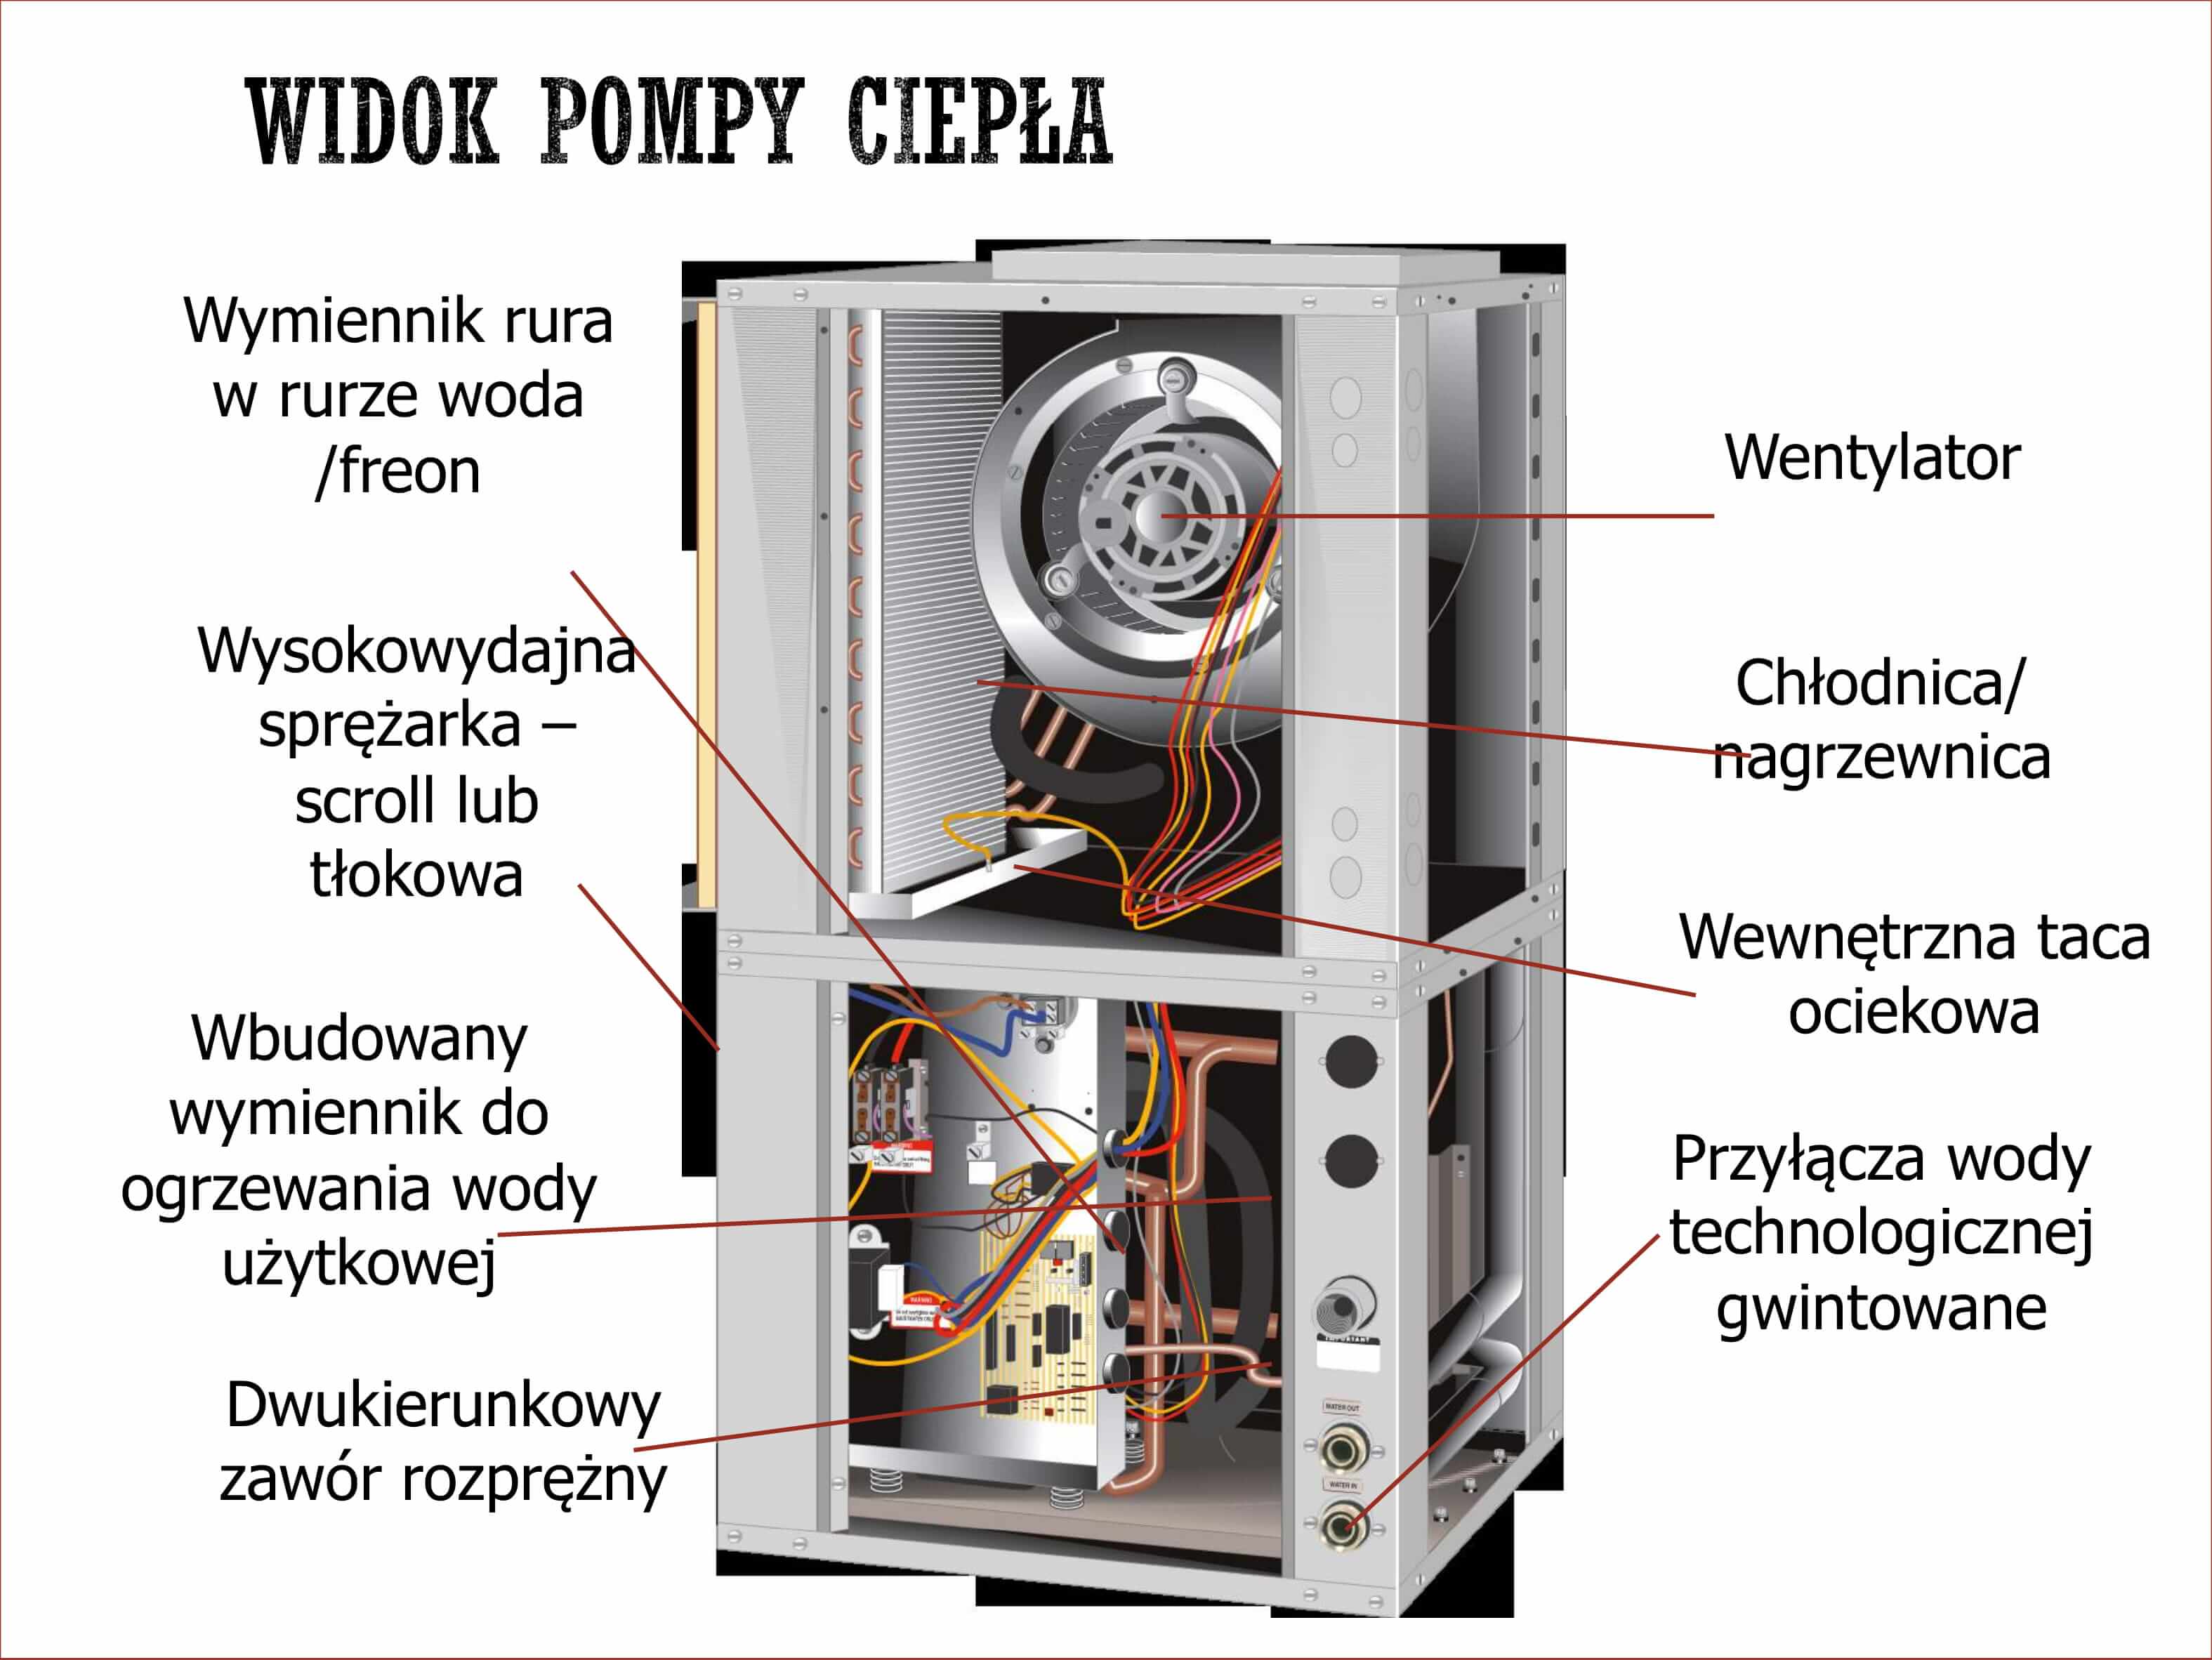 WIDOK POMPY CIEPŁA
Wymiennik rura
w rurze woda
/freon
Wysokowydajna
sprężarka –
scroll lub
tłokowa
Wbudowany
wymiennik do
ogrzewania wody
użytkowej
Dwukierunkowy
zawór rozprężny
Wentylator
Chłodnica/
nagrzewnica
Wewnętrzna taca
ociekowa
Przyłącza wody
technologicznej
gwintowane
WARNING
IMPORTANT
WATER OUT
WATER IN